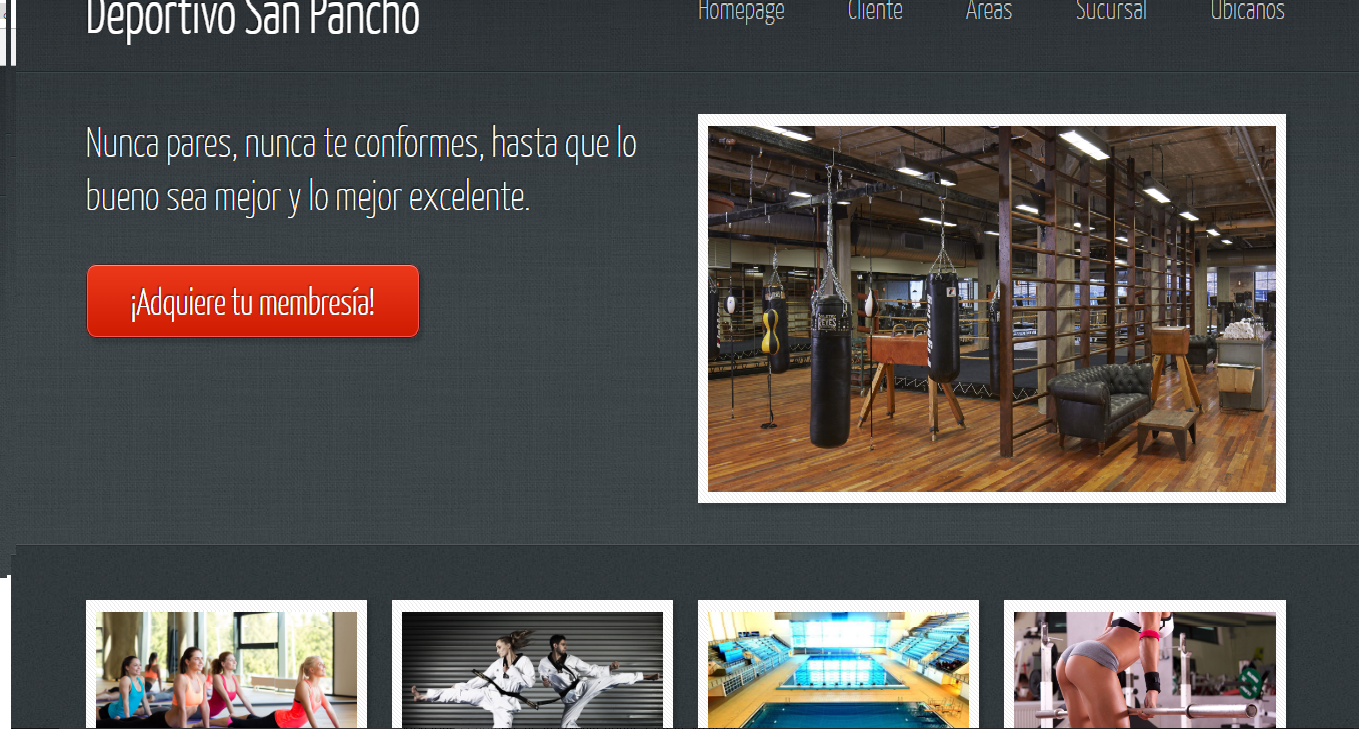 Deportivo San Pancho
Homepage Cliente Areas Sucursal Ubicanos
Nunca pares, nunca te conformes, hasta que lo
bueno sea mejor y lo mejor excelente.
¡Adquiere tu membresía!